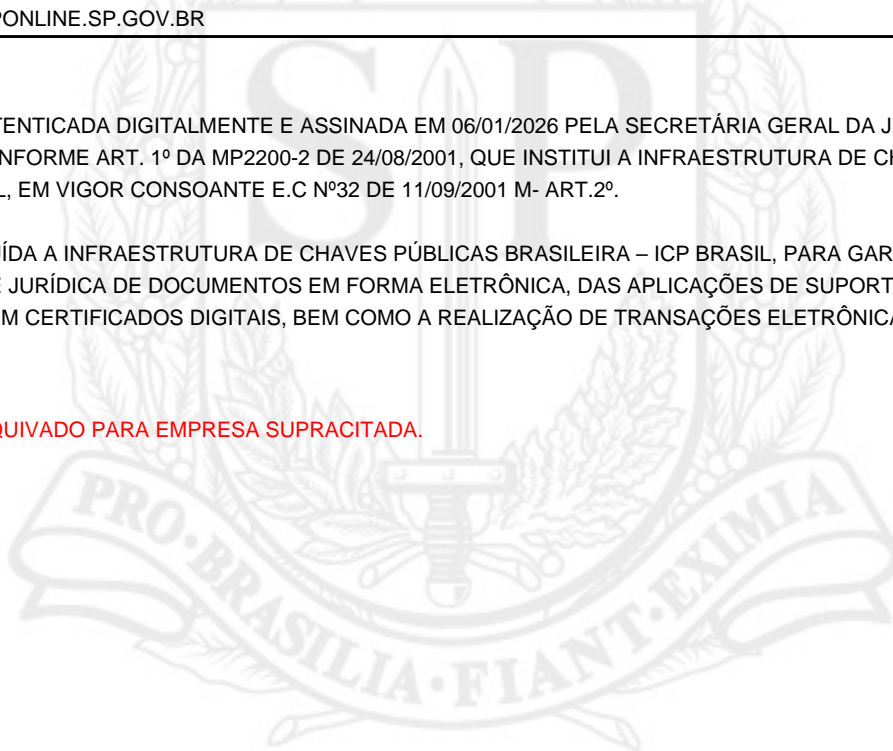 PONLINE.SP.GOV.BR
TENTICADA DIGITALMENTE E ASSINADA EM 06/01/2026 PELA SECRETÁRIA GERAL DA J
NFORME ART. 1º DA MP2200-2 DE 24/08/2001, QUE INSTITUI A INFRAESTRUTURA DE CH
L, EM VIGOR CONSOANTE E.C Nº32 DE 11/09/2001 M- ART.2º.
UÍDA A INFRAESTRUTURA DE CHAVES PÚBLICAS BRASILEIRA – ICP BRASIL, PARA GAR
E JURÍDICA DE DOCUMENTOS EM FORMA ELETRÔNICA, DAS APLICAÇÕES DE SUPORT
EM CERTIFICADOS DIGITAIS, BEM COMO A REALIZAÇÃO DE TRANSAÇÕES ELETRÔNICA
QUIVADO PARA EMPRESA SUPRACITADA.
SP
PRO·BRASILIA·FIANT·EXIMIA